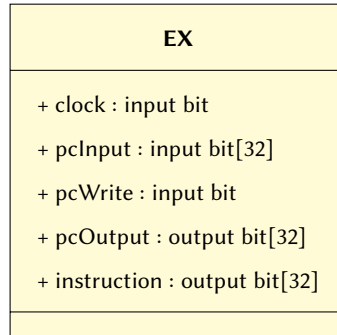 EX
+ clock : input bit
+ pcInput : input bit[32]
+ pcWrite : input bit
+ pcOutput : output bit[32]
+ instruction : output bit[32]